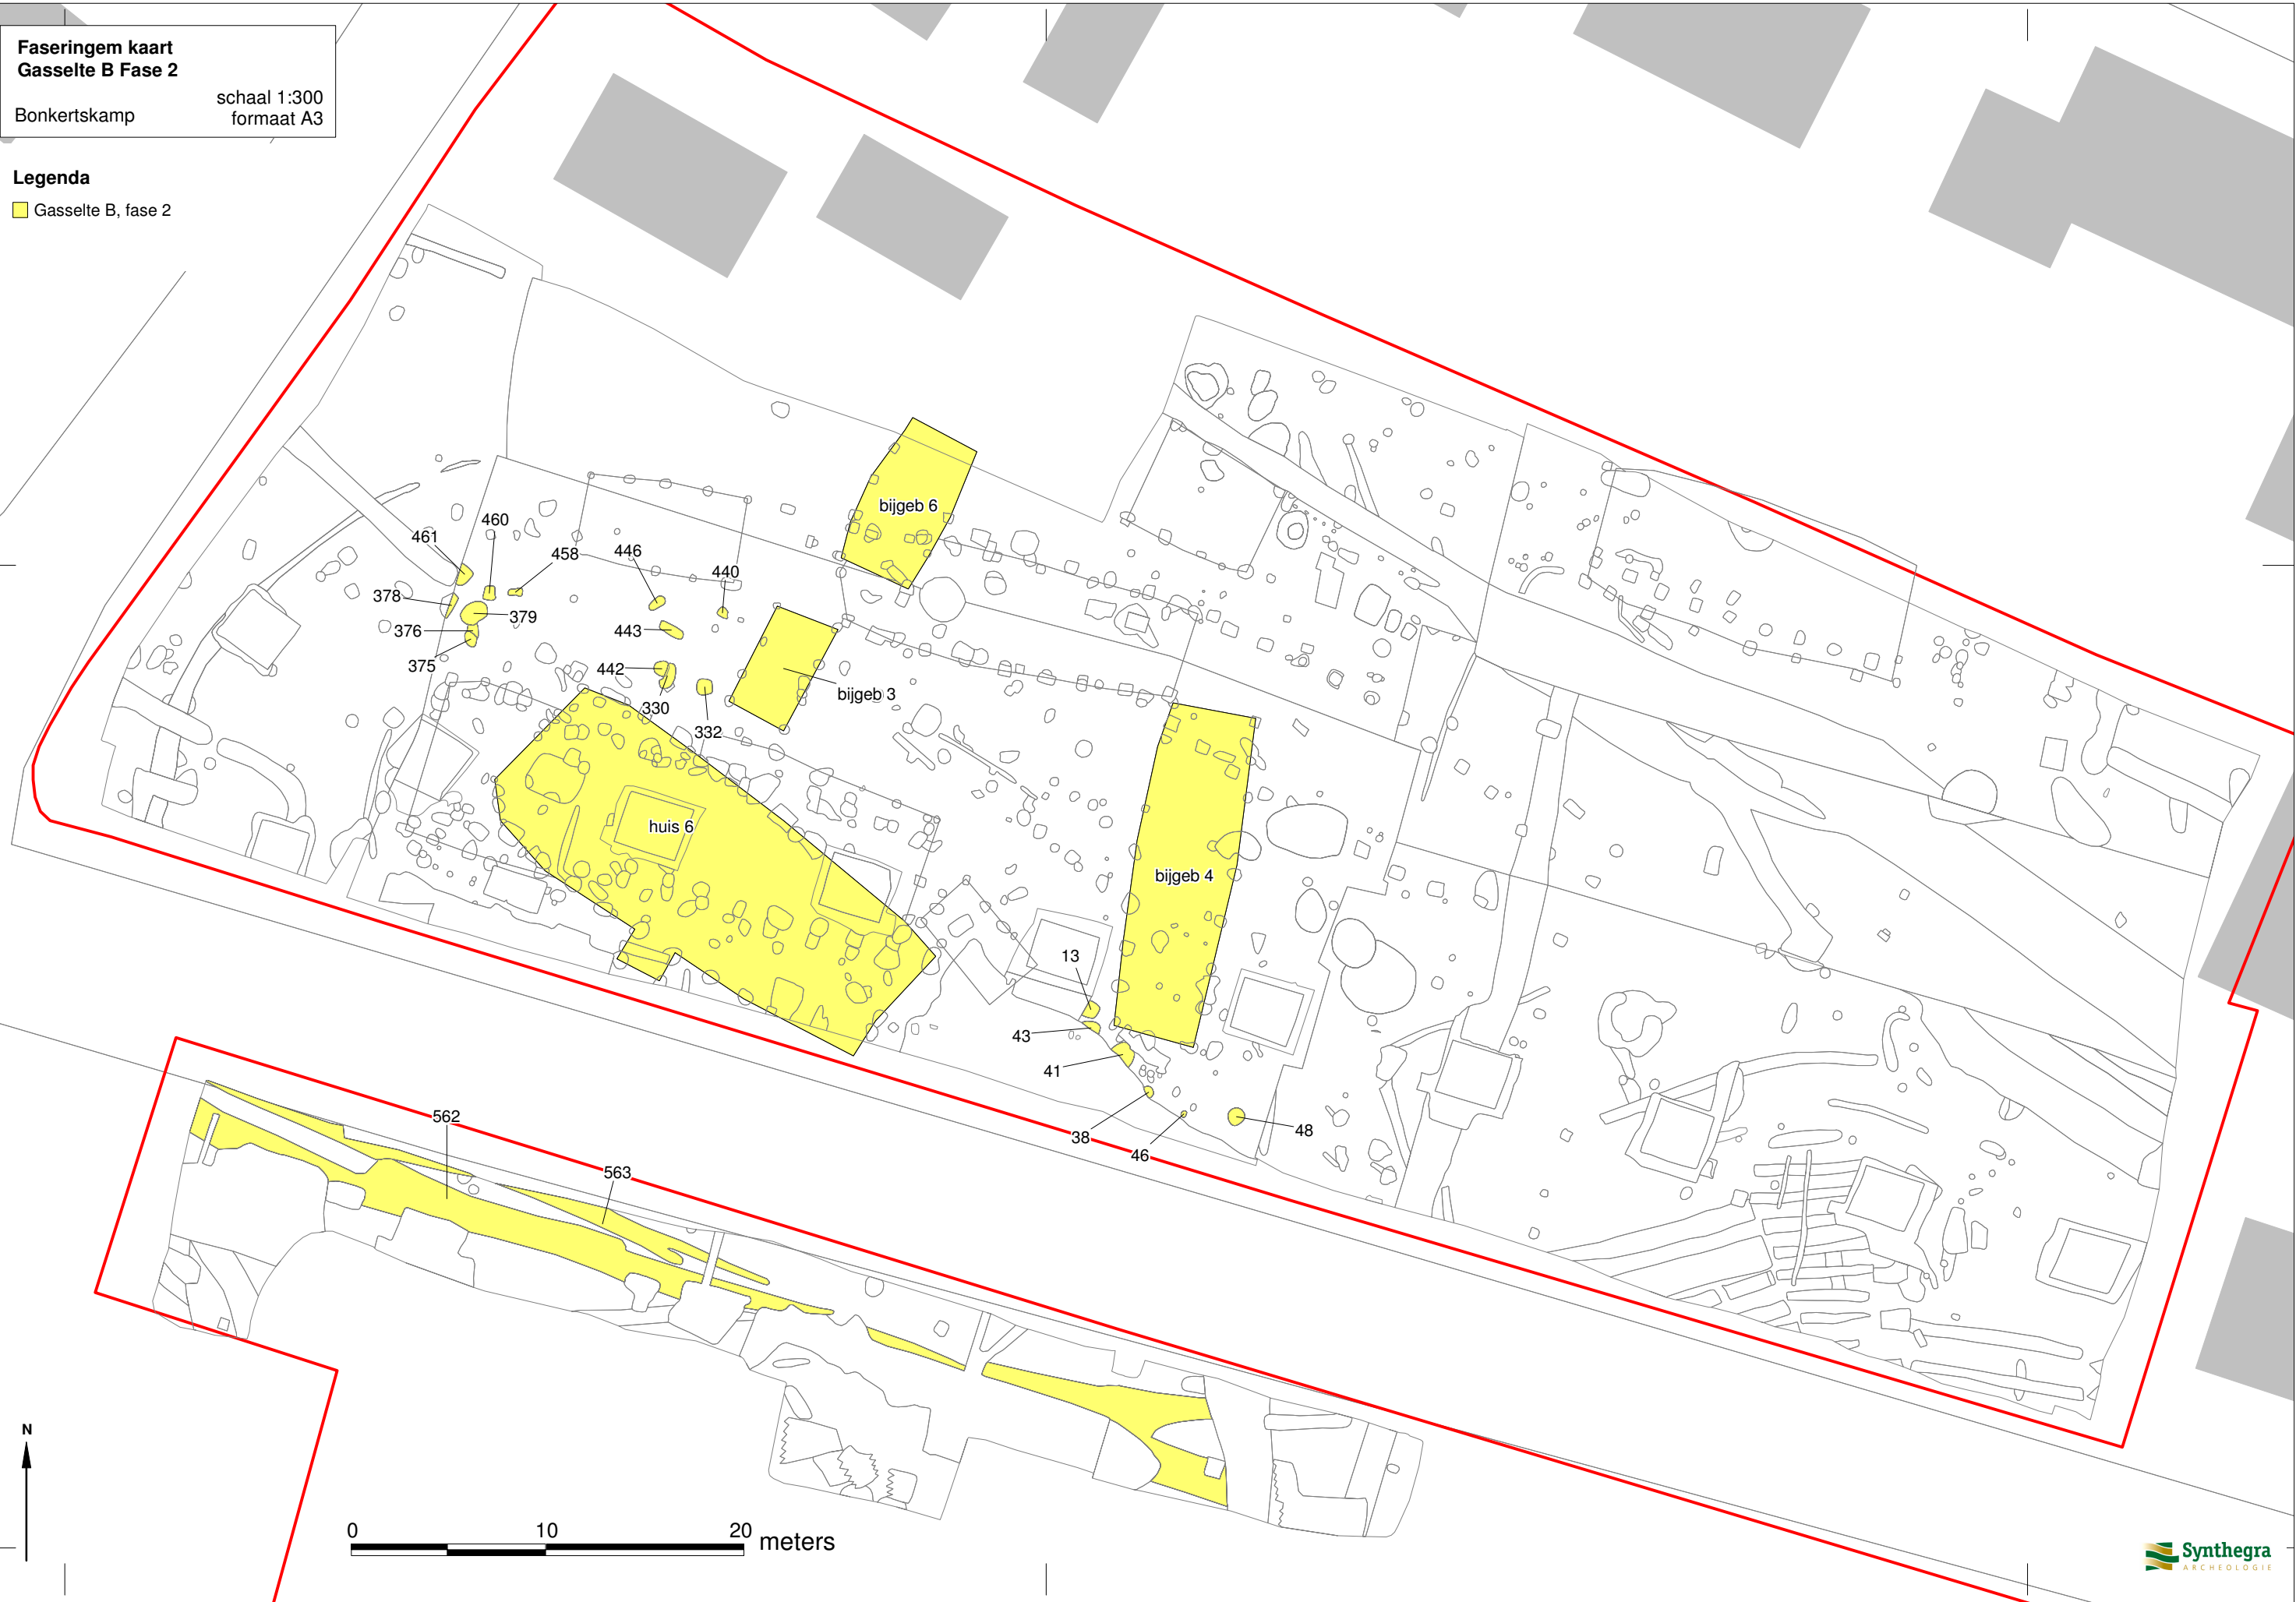 Faseringem kaart
Gasselte B Fase 2
schaal 1:300
Bonkertskamp
formaat A3
Legenda
Gasselte B, fase 2
bijgeb 6
460
461
458
446
440
378
379
376
443
375
442
bijgeb 3
330
332
huis 6
bijgeb 4
13
43
41
38
48
46
562
563
N
0 10 20 meters
Synthegra
ARCHEOLOGIE